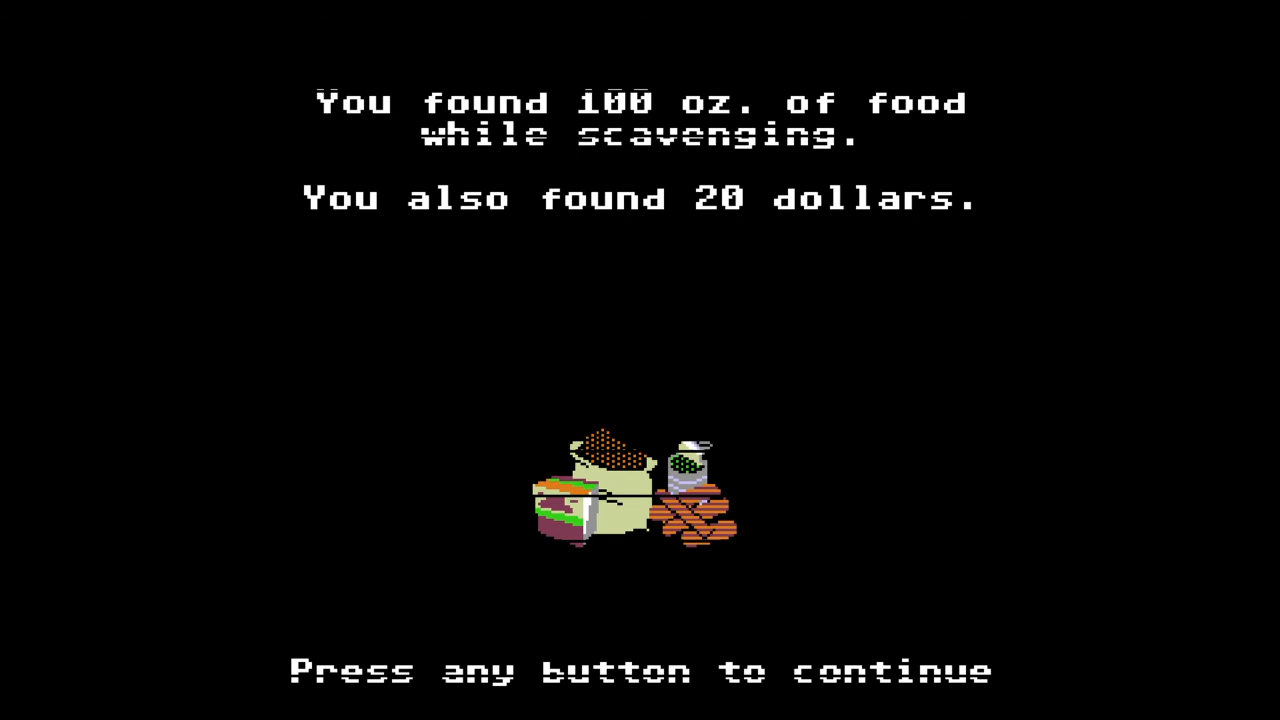 You found 100 oz. of food
while scavenging.
You also found 20 dollars.
Press any button to continue